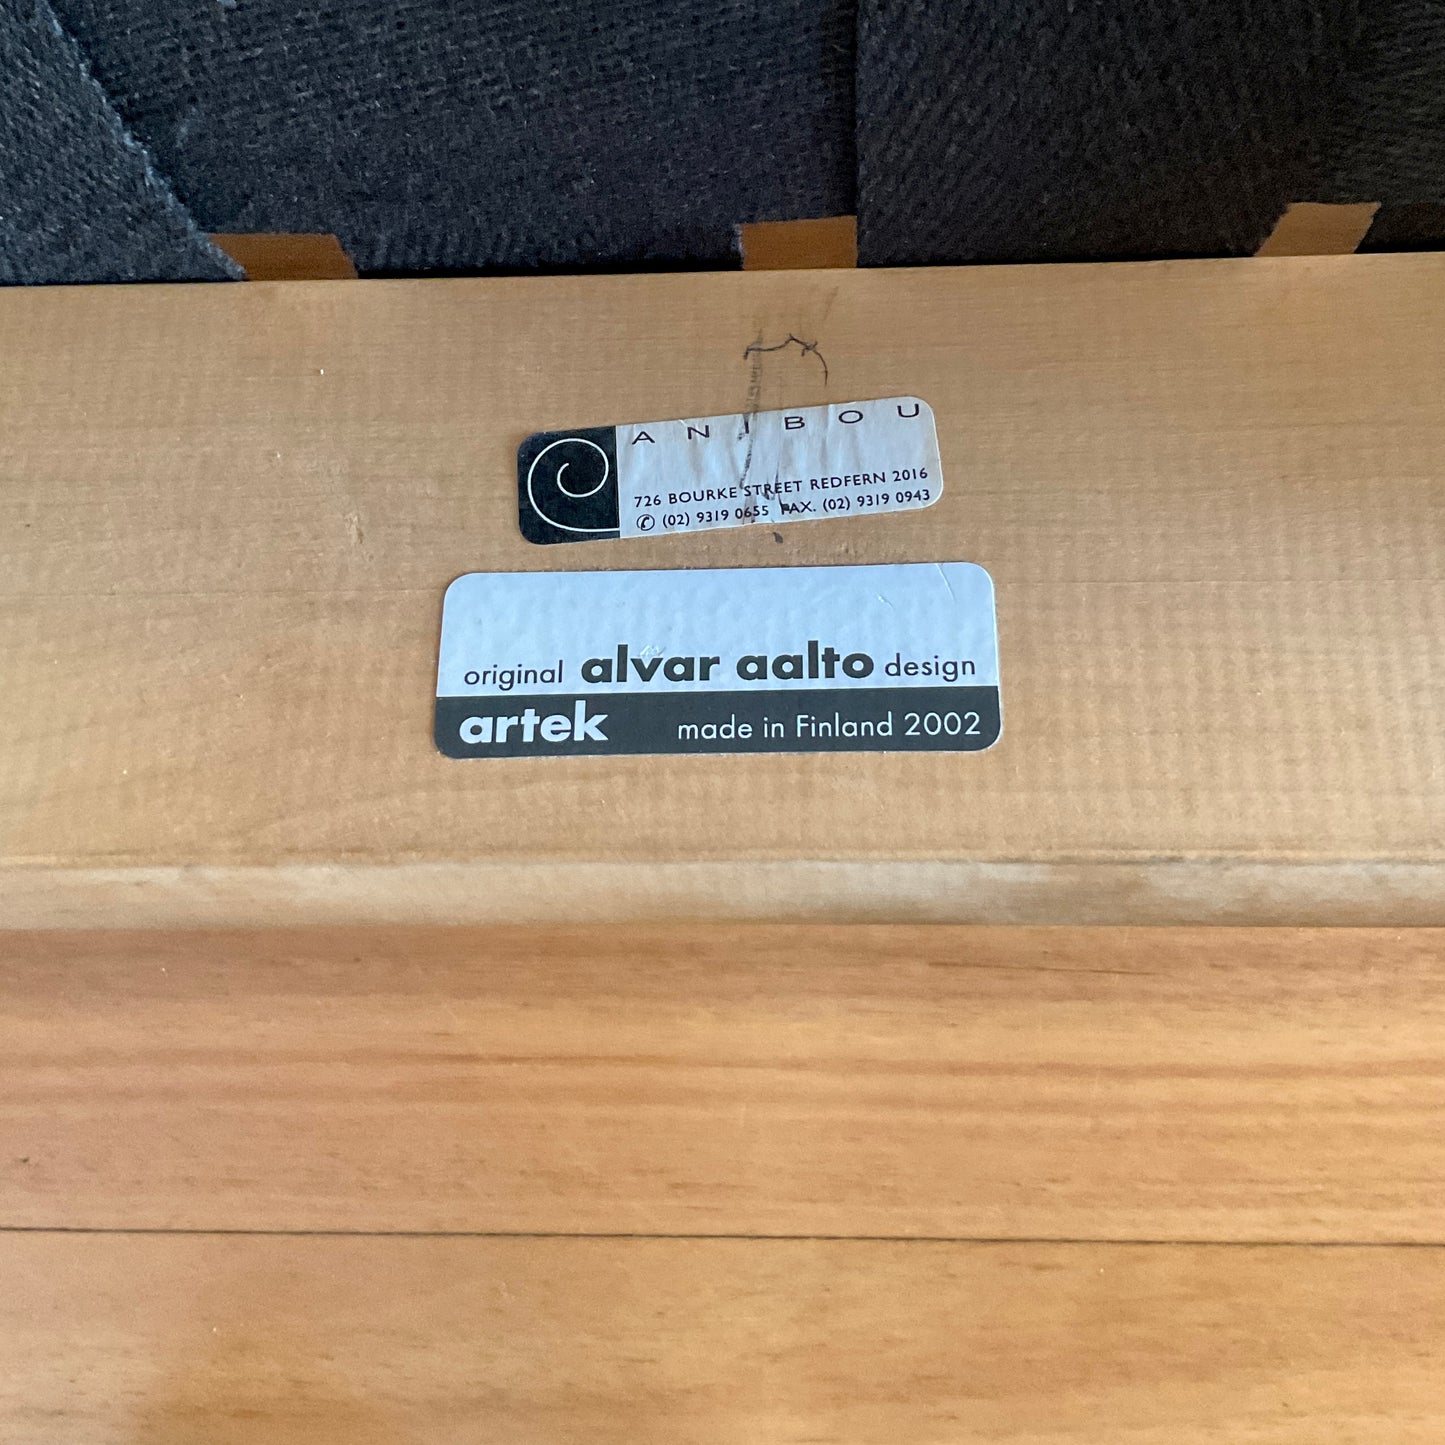 ANIBOU
726 BOURKE STREET REDFERN 2016
✆ (02) 9319 0655 FAX. (02) 9319 0943
original alvar aalto design
artek made in Finland 2002